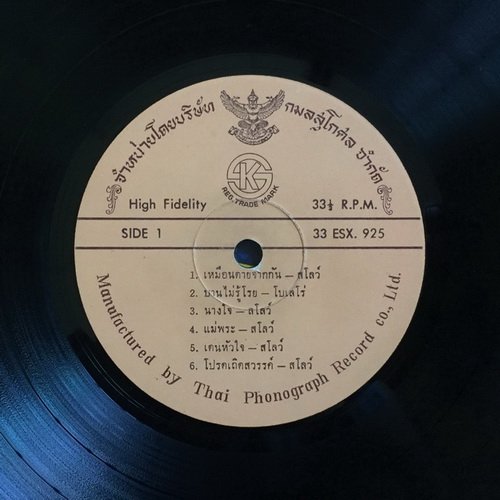 จำหน่ายโดยบริษัท กมลสุโกศล จำกัด
KS
REG. TRADE MARK
High Fidelity 33⅓ R.P.M.
SIDE 1 33 ESX. 925
1. เหมือนตายจากกัน – สโลว์
2. บานไม่รู้โรย – โบเลโร่
3. นางใจ – สโลว์
4. แม่พระ – สโลว์
5. เดนหัวใจ – สโลว์
6. โปรดเถิดสวรรค์ – สโลว์
Manufactured by Thai Phonograph Record co., Ltd.